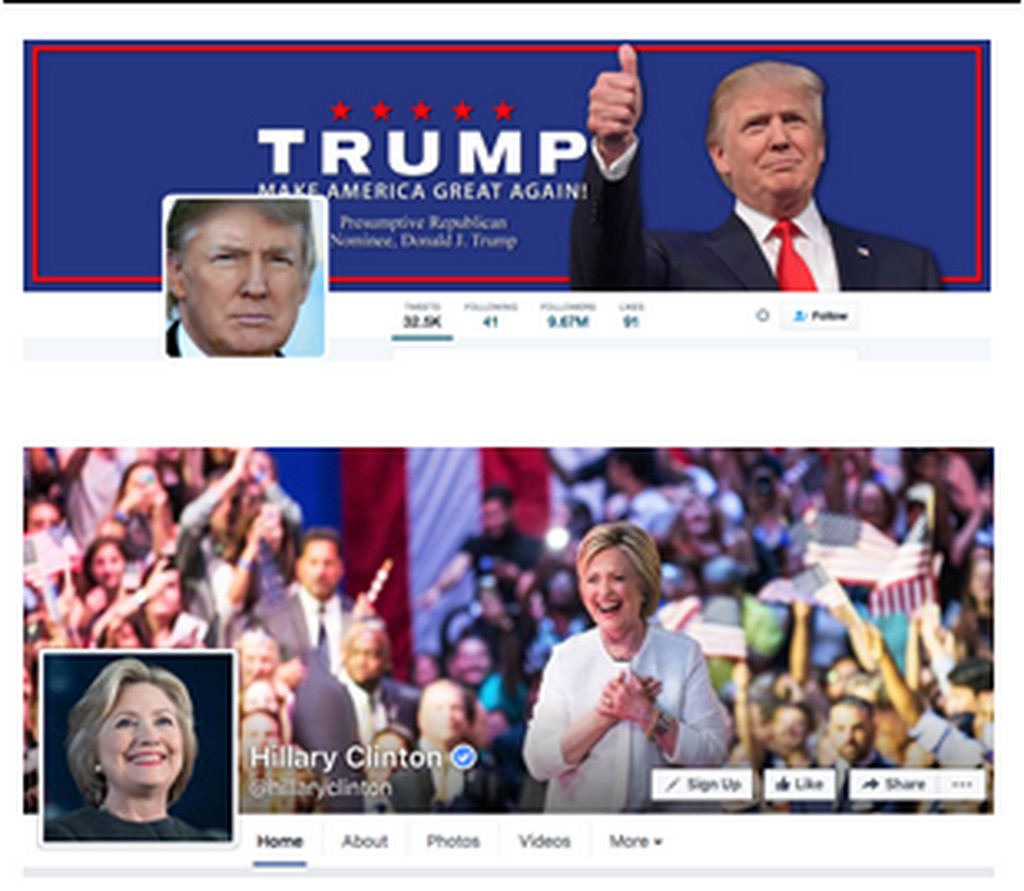 TRUMP
MAKE AMERICA GREAT AGAIN!
Presumptive Republican
Nominee, Donald J. Trump
TWEETS FOLLOWING FOLLOWERS LIKES
32.5K 41 9.67M 91
Follow
Hillary Clinton
@hillaryclinton
Sign Up Like Share
Home About Photos Videos More